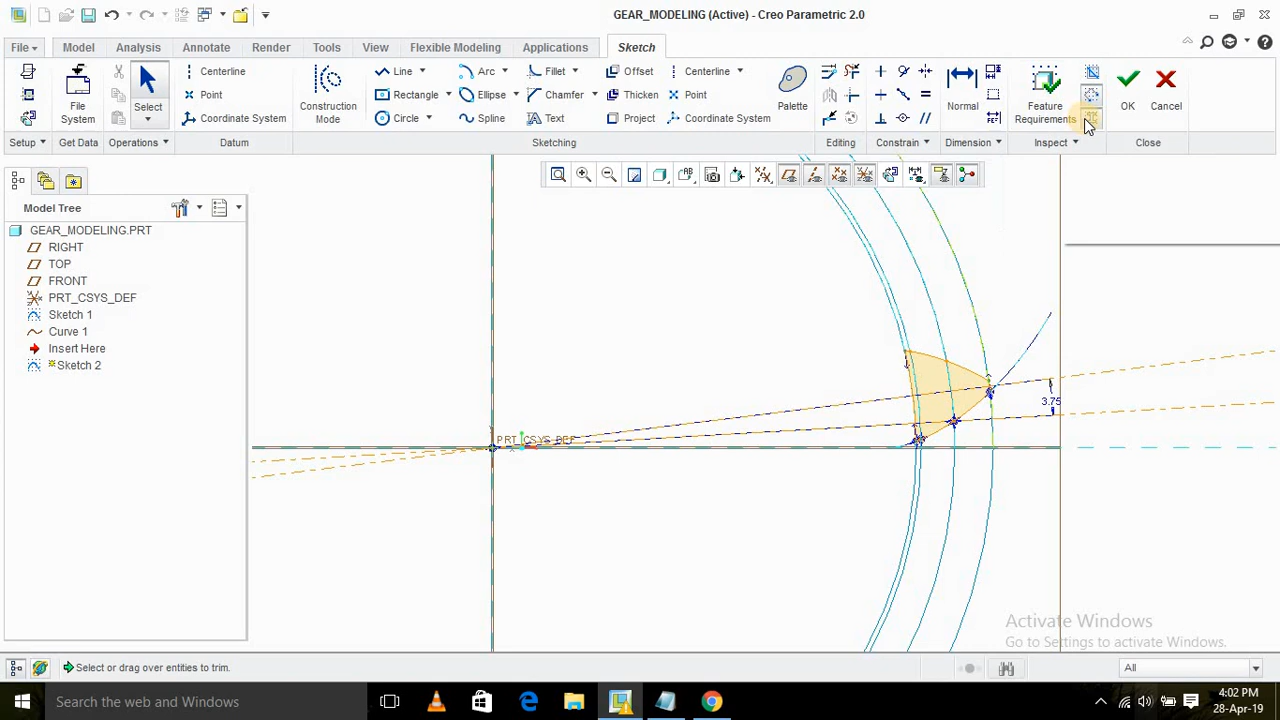 GEAR_MODELING (Active) - Creo Parametric 2.0
File Model Analysis Annotate Render Tools View Flexible Modeling Applications Sketch
Centerline Line Arc Fillet Offset Centerline
Point Rectangle Ellipse Chamfer Thicken Point
Coordinate System Circle Spline Text Project Coordinate System
File System
Select
Construction Mode
Palette
Normal
Feature Requirements
OK
Cancel
Setup Get Data Operations Datum Sketching Editing Constrain Dimension Inspect Close
Model Tree
GEAR_MODELING.PRT
RIGHT
TOP
FRONT
PRT_CSYS_DEF
Sketch 1
Curve 1
Insert Here
Sketch 2
3.75
PRT_CSYS_DEF
Activate Windows
Go to Settings to activate Windows.
Select or drag over entities to trim.
All
Search the web and Windows
4:02 PM
28-Apr-19